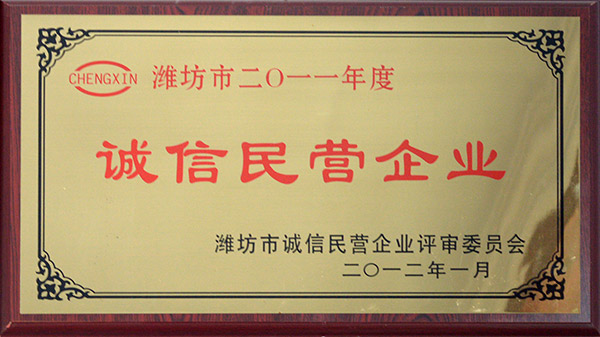 CHENGXIN 潍坊市二〇一一年度
诚信民营企业
潍坊市诚信民营企业评审委员会
二〇一二年一月